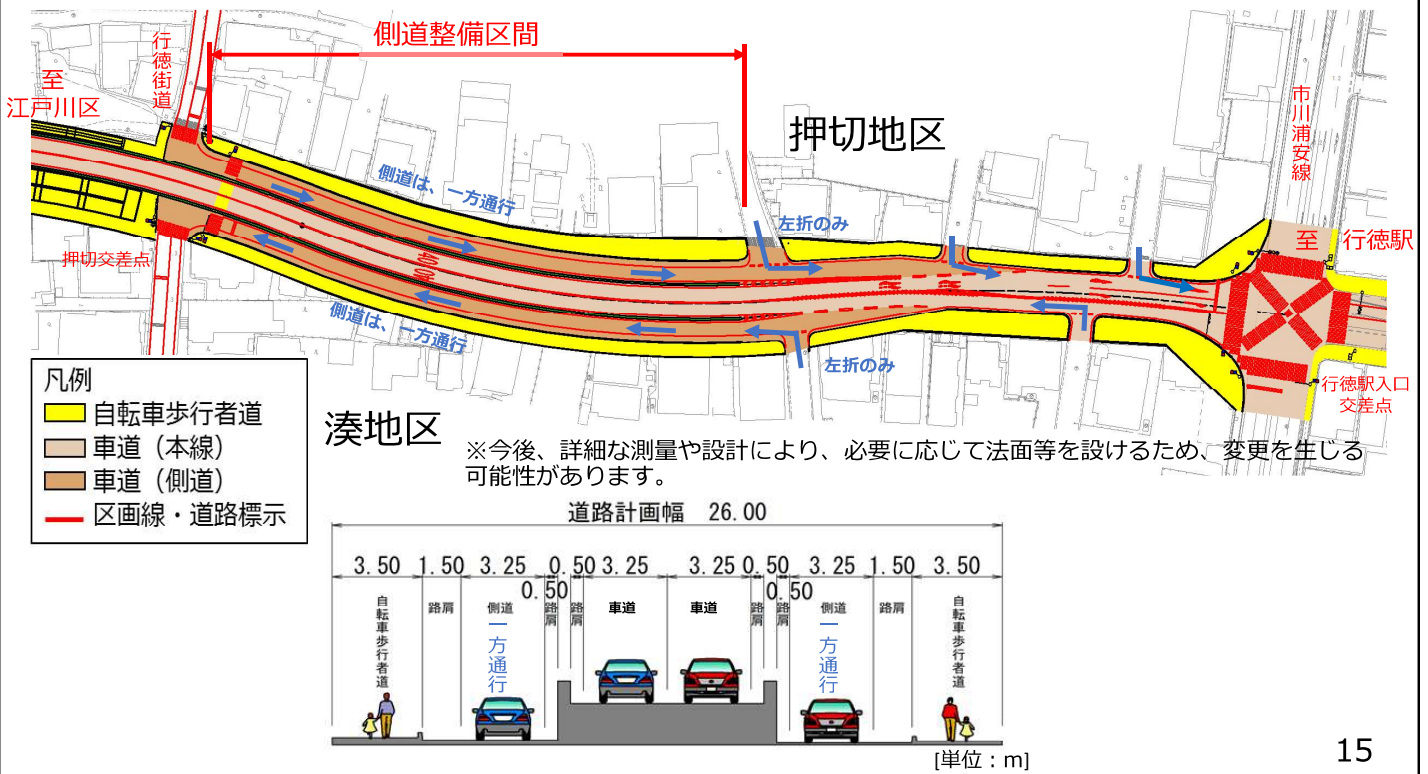 側道整備区間
行徳街道
至
江戸川区
押切地区
市川浦安線
側道は、一方通行
左折のみ
至 行徳駅
押切交差点
40
側道は、一方通行
左折のみ
行徳駅入口
交差点
凡例
自転車歩行者道
車道（本線）
車道（側道）
区画線・道路標示
湊地区
※今後、詳細な測量や設計により、必要に応じて法面等を設けるため、変更を生じる
可能性があります。
道路計画幅 26.00
3.50 1.50 3.25 0.50 3.25 3.25 0.50 3.25 1.50 3.50
0.50 0.50
自転車歩行者道 路肩 側道 路肩 路肩 車道 車道 路肩 路肩 側道 路肩 自転車歩行者道
一方通行 一方通行
[単位：m]
15